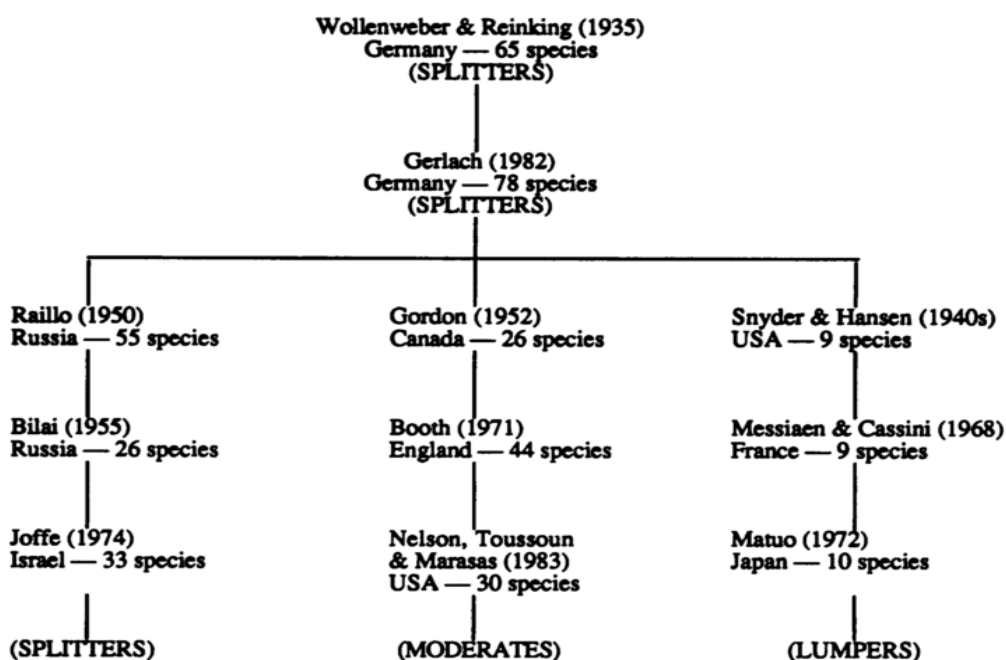 Wollenweber & Reinking (1935)
Germany — 65 species
(SPLITTERS)
Gerlach (1982)
Germany — 78 species
(SPLITTERS)
Raillo (1950)
Russia — 55 species
Bilai (1955)
Russia — 26 species
Joffe (1974)
Israel — 33 species
(SPLITTERS)
Gordon (1952)
Canada — 26 species
Booth (1971)
England — 44 species
Nelson, Toussoun
& Marasas (1983)
USA — 30 species
(MODERATES)
Snyder & Hansen (1940s)
USA — 9 species
Messiaen & Cassini (1968)
France — 9 species
Matuo (1972)
Japan — 10 species
(LUMPERS)